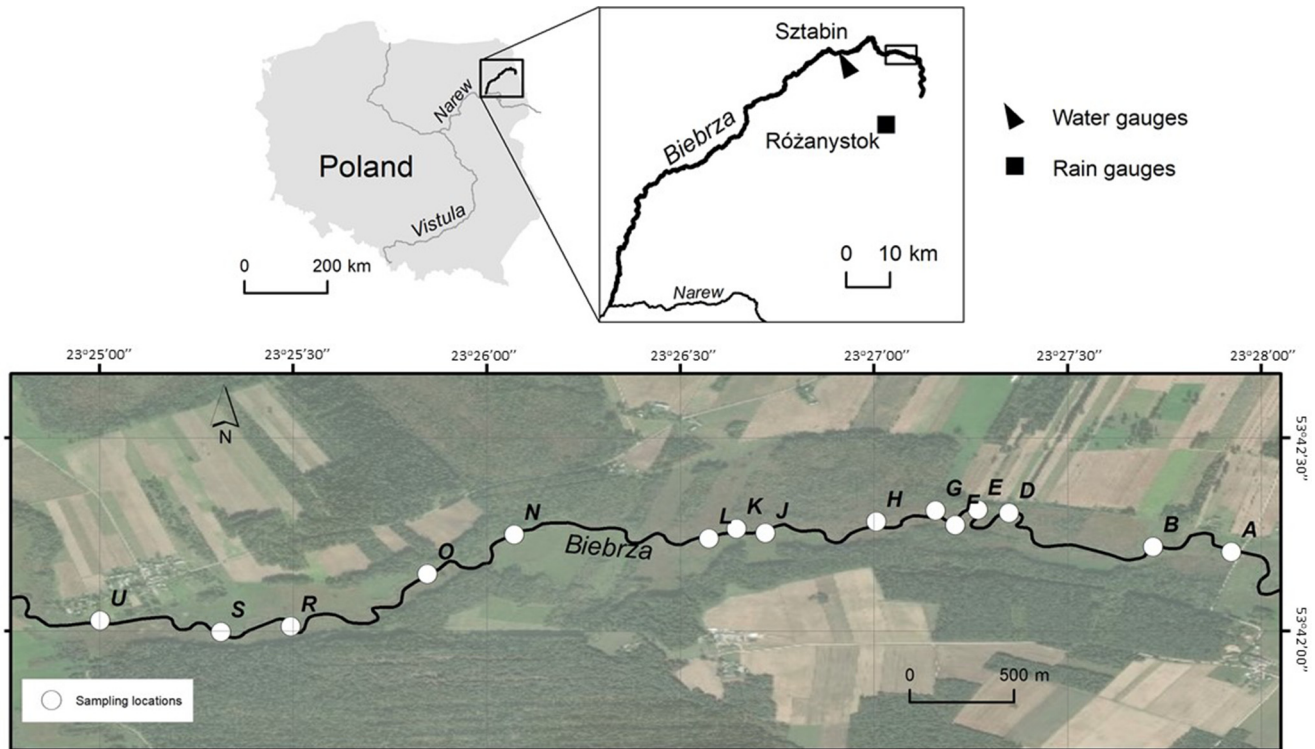 Sztabin
Narew
Biebrza
Różanystok
Poland
Vistula
0 200 km
0 10 km
Narew
Water gauges
Rain gauges
23°25′00″ 23°25′30″ 23°26′00″ 23°26′30″ 23°27′00″ 23°27′30″ 23°28′00″
N
53°42′30″
G E D
F
N L K J H
B A
Biebrza
O
U S R
53°42′00″
0 500 m
Sampling locations